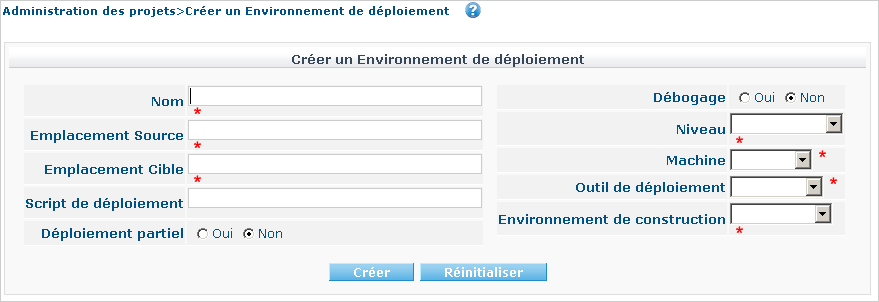 Administration des projets>Créer un Environnement de déploiement ?
Créer un Environnement de déploiement
Nom
*
Emplacement Source
*
Emplacement Cible
*
Script de déploiement
Déploiement partiel Oui Non
Débogage Oui Non
Niveau
*
Machine *
Outil de déploiement *
Environnement de construction
*
Créer Réinitialiser